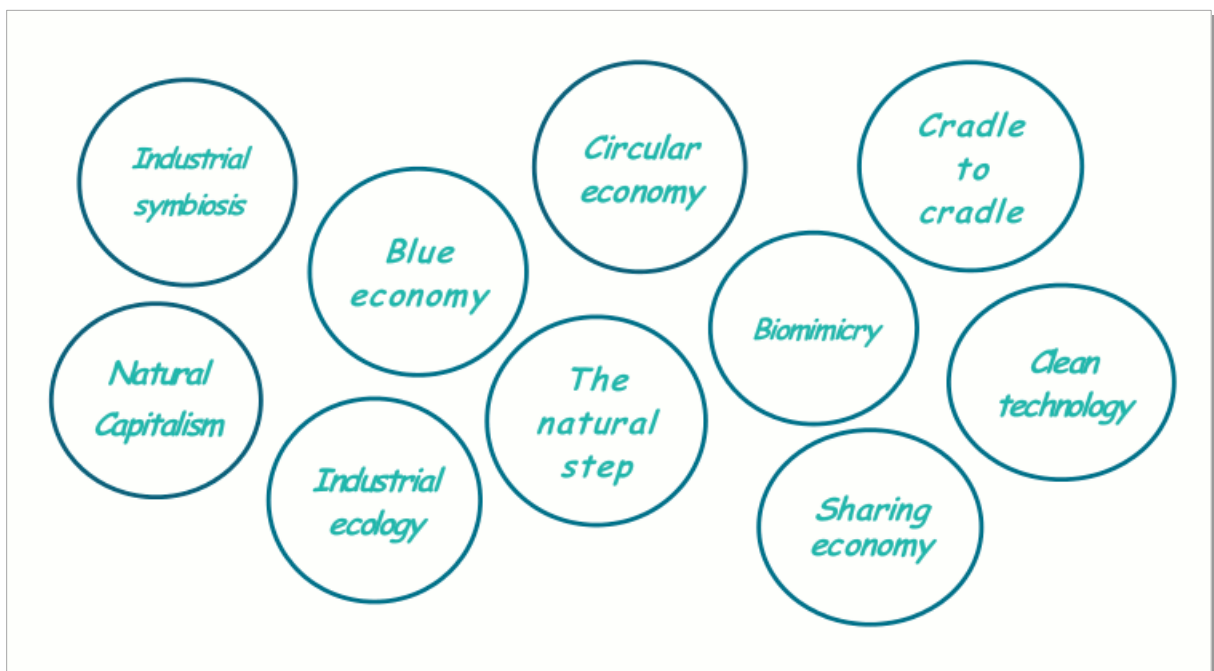 Industrial
symbiosis
Blue
economy
Circular
economy
Cradle
to
cradle
Natural
Capitalism
Industrial
ecology
The
natural
step
Biomimicry
Clean
technology
Sharing
economy